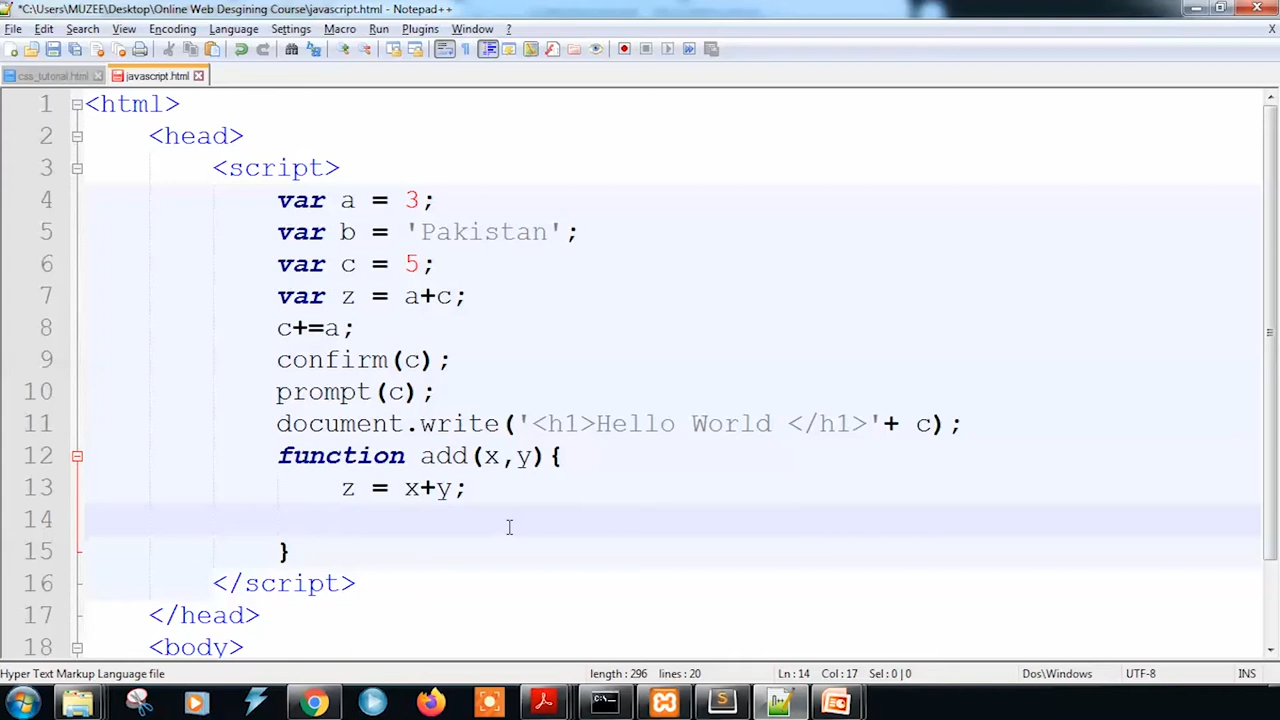 *C:\Users\MUZEE\Desktop\Online Web Desgining Course\javascript.html - Notepad++
File Edit Search View Encoding Language Settings Macro Run Plugins Window ? X
css_tutorial.html javascript.html
1 <html>
2 <head>
3 <script>
4 var a = 3;
5 var b = 'Pakistan';
6 var c = 5;
7 var z = a+c;
8 c+=a;
9 confirm(c);
10 prompt(c);
11 document.write('<h1>Hello World </h1>'+ c);
12 function add(x,y){
13 z = x+y;
14
15 }
16 </script>
17 </head>
18 <body>
Hyper Text Markup Language file length : 296 lines : 20 Ln : 14 Col : 17 Sel : 0 | 0 Dos\Windows UTF-8 INS